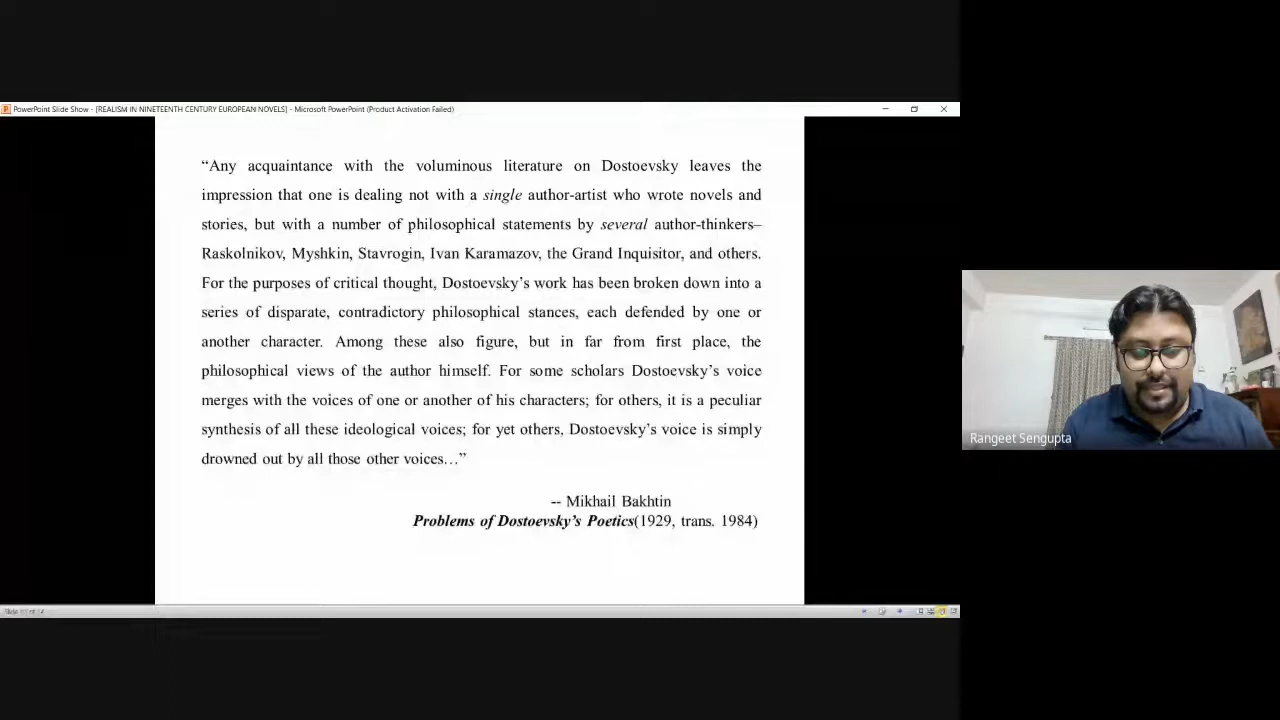 PowerPoint Slide Show - [REALISM IN NINETEENTH CENTURY EUROPEAN NOVELS] - Microsoft PowerPoint (Product Activation Failed)
“Any acquaintance with the voluminous literature on Dostoevsky leaves the
impression that one is dealing not with a single author-artist who wrote novels and
stories, but with a number of philosophical statements by several author-thinkers–
Raskolnikov, Myshkin, Stavrogin, Ivan Karamazov, the Grand Inquisitor, and others.
For the purposes of critical thought, Dostoevsky’s work has been broken down into a
series of disparate, contradictory philosophical stances, each defended by one or
another character. Among these also figure, but in far from first place, the
philosophical views of the author himself. For some scholars Dostoevsky’s voice
merges with the voices of one or another of his characters; for others, it is a peculiar
synthesis of all these ideological voices; for yet others, Dostoevsky’s voice is simply
drowned out by all those other voices…”
-- Mikhail Bakhtin
Problems of Dostoevsky’s Poetics(1929, trans. 1984)
Rangeet Sengupta